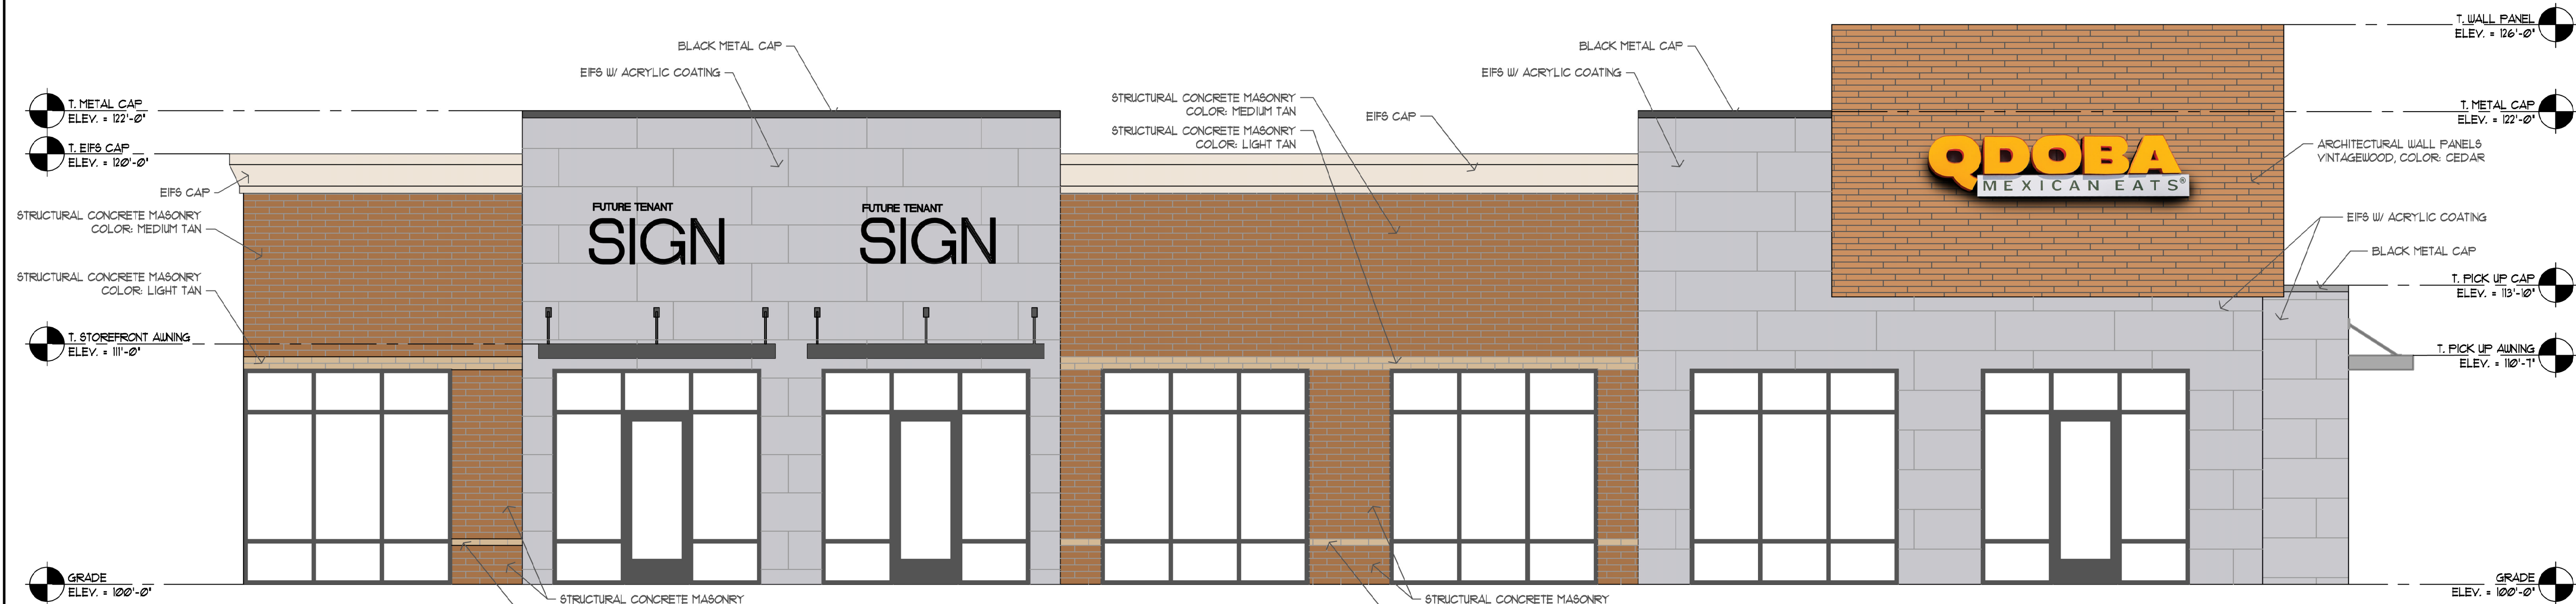 T. WALL PANEL
ELEV. = 126'-0"
BLACK METAL CAP
EIFS W/ ACRYLIC COATING
BLACK METAL CAP
EIFS W/ ACRYLIC COATING
STRUCTURAL CONCRETE MASONRY
COLOR: MEDIUM TAN
STRUCTURAL CONCRETE MASONRY
COLOR: LIGHT TAN
EIFS CAP
T. METAL CAP
ELEV. = 122'-0"
T. EIFS CAP
ELEV. = 120'-0"
T. METAL CAP
ELEV. = 122'-0"
ARCHITECTURAL WALL PANELS
VINTAGEWOOD, COLOR: CEDAR
QDOBA
MEXICAN EATS®
EIFS CAP
STRUCTURAL CONCRETE MASONRY
COLOR: MEDIUM TAN
FUTURE TENANT
SIGN
FUTURE TENANT
SIGN
EIFS W/ ACRYLIC COATING
BLACK METAL CAP
STRUCTURAL CONCRETE MASONRY
COLOR: LIGHT TAN
T. PICK UP CAP
ELEV. = 113'-10"
T. STOREFRONT AWNING
ELEV. = 111'-0"
T. PICK UP AWNING
ELEV. = 110'-7"
GRADE
ELEV. = 100'-0"
STRUCTURAL CONCRETE MASONRY
STRUCTURAL CONCRETE MASONRY
GRADE
ELEV. = 100'-0"